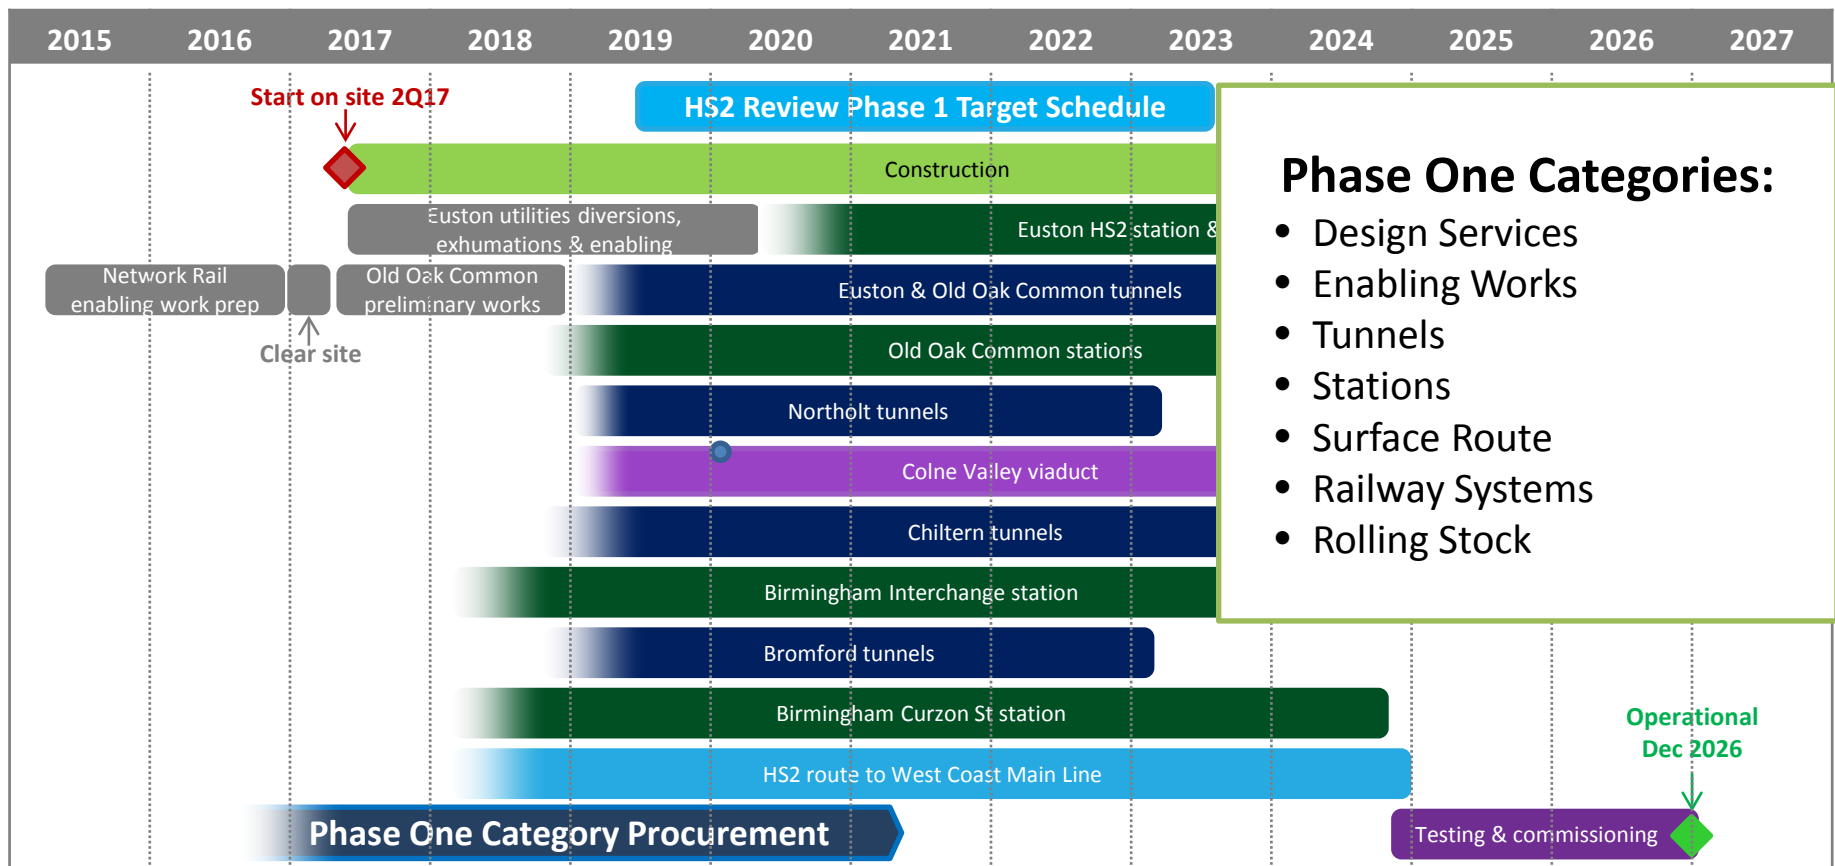 2015 2016 2017 2018 2019 2020 2021 2022 2023 2024 2025 2026 2027
Start on site 2Q17
HS2 Review Phase 1 Target Schedule
Construction
Euston utilities diversions,
exhumations & enabling
Euston HS2 station &
Network Rail
enabling work prep
Old Oak Common
preliminary works
Euston & Old Oak Common tunnels
Clear site
Old Oak Common stations
Northolt tunnels
Colne Valley viaduct
Chiltern tunnels
Birmingham Interchange station
Bromford tunnels
Birmingham Curzon St station
HS2 route to West Coast Main Line
Phase One Category Procurement
Phase One Categories:
• Design Services
• Enabling Works
• Tunnels
• Stations
• Surface Route
• Railway Systems
• Rolling Stock
Operational
Dec 2026
Testing & commissioning